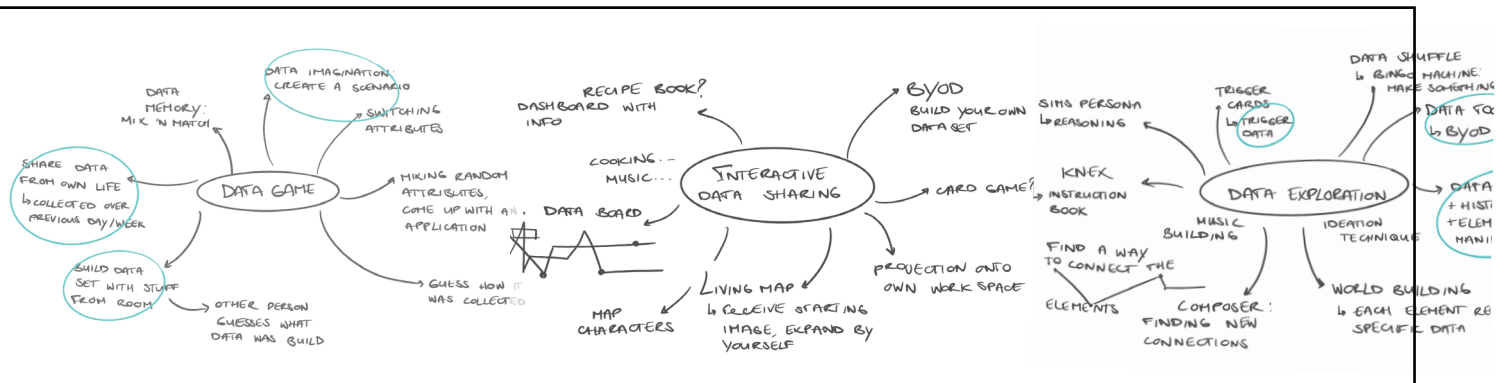 DATA
MEMORY:
MIX 'N MATCH
DATA IMAGINATION:
CREATE A SCENARIO
SWITCHING
ATTRIBUTES
SHARE DATA
FROM OWN LIFE
↳ COLLECTED OVER
PREVIOUS DAY/WEEK
DATA GAME
MIXING RANDOM
ATTRIBUTES,
COME UP WITH AN
APPLICATION
BUILD DATA
SET WITH STUFF
FROM ROOM
OTHER PERSON
GUESSES WHAT
DATA WAS BUILD
GUESS HOW IT
WAS COLLECTED
RECIPE BOOK?
DASHBOARD WITH
INFO
BYOD
BUILD YOUR OWN
DATASET
COOKING...
MUSIC...
INTERACTIVE
DATA SHARING
CARD GAME?
DATA BOARD
MAP
CHARACTERS
LIVING MAP
↳ RECEIVE STARTING
IMAGE, EXPAND BY
YOURSELF
PROJECTION ONTO
OWN WORK SPACE
SIMS PERSONA
↳ REASONING
TRIGGER
CARDS
↳ TRIGGER
DATA
DATA SHUFFLE
↳ BINGO MACHINE:
MAKE SOMETHING
DATA
↳ BYOD
KNEX
↳ INSTRUCTION
BOOK
DATA EXPLORATION
DATA
+
+
MUSIC
BUILDING
IDEATION
TECHNIQUE
FIND A WAY
TO CONNECT THE
ELEMENTS
COMPOSER:
FINDING NEW
CONNECTIONS
WORLD BUILDING
↳ EACH ELEMENT
SPECIFIC DATA